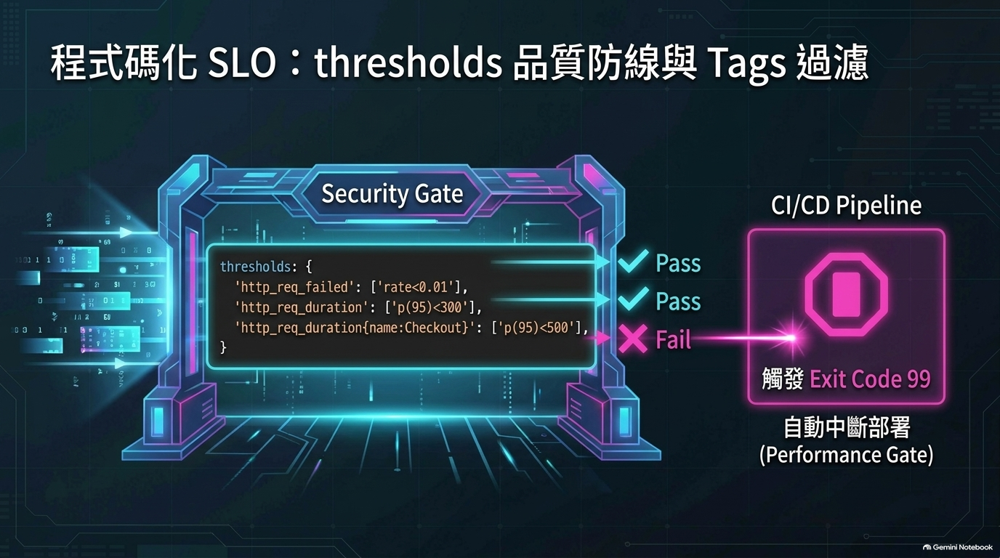 程式碼化 SLO：thresholds 品質防線與 Tags 過濾
Security Gate
thresholds: {
'http_req_failed': ['rate<0.01'],
'http_req_duration': ['p(95)<300'],
'http_req_duration{name:Checkout}': ['p(95)<500'],
}
Pass
Pass
Fail
CI/CD Pipeline
觸發 Exit Code 99
自動中斷部署
(Performance Gate)
Gemini Notebook